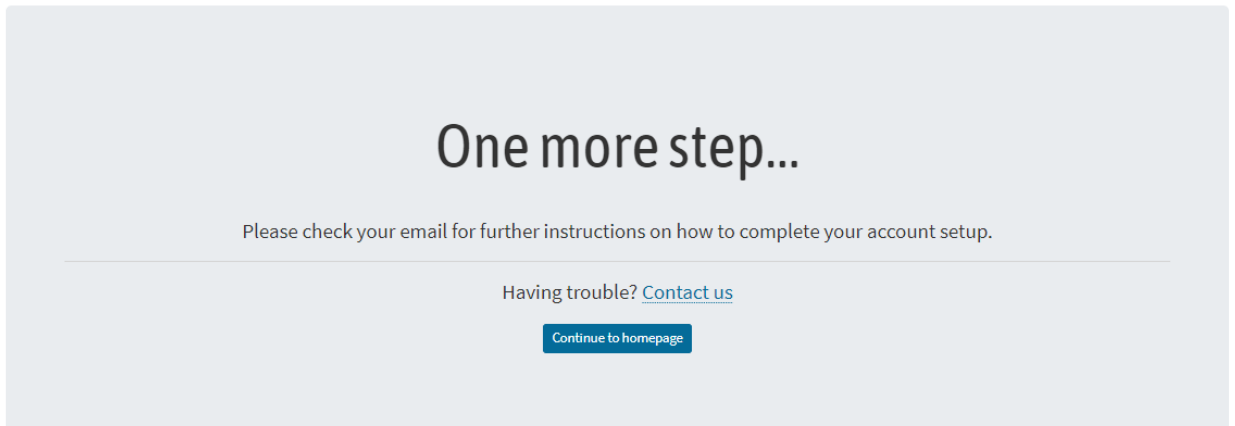 One more step...
Please check your email for further instructions on how to complete your account setup.
Having trouble? Contact us
Continue to homepage